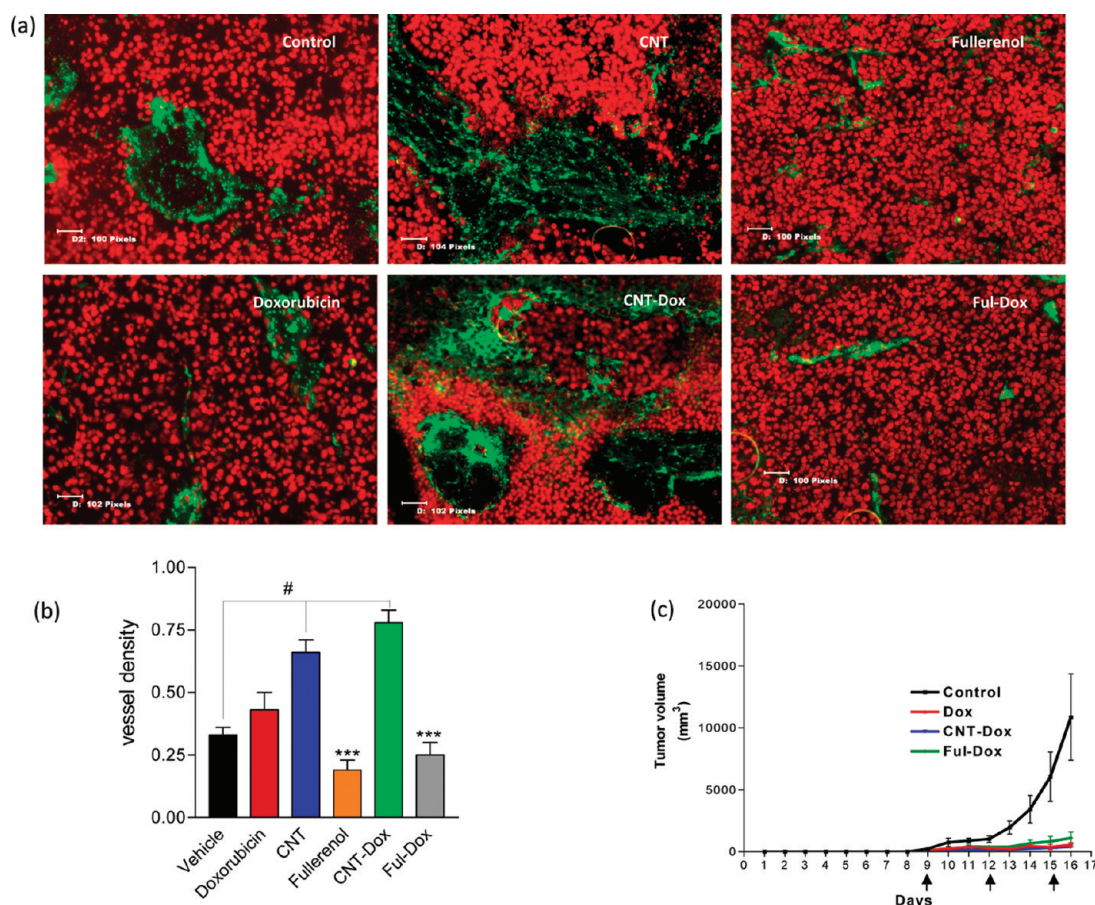 (a)
Control
CNT
Fullerenol
D2: 100 Pixels
D: 104 Pixels
D: 100 Pixels
Doxorubicin
CNT-Dox
Ful-Dox
D: 102 Pixels
D: 102 Pixels
D: 100 Pixels
(b)
vessel density
1.00
0.75
0.50
0.25
0.00
#
***
***
Vehicle
Doxorubicin
CNT
Fullerenol
CNT-Dox
Ful-Dox
(c)
Tumor volume
(mm³)
20000
15000
10000
5000
0
Control
Dox
CNT-Dox
Ful-Dox
1 2 3 4 5 6 7 8 9 10 11 12 13 14 15 16 17
Days